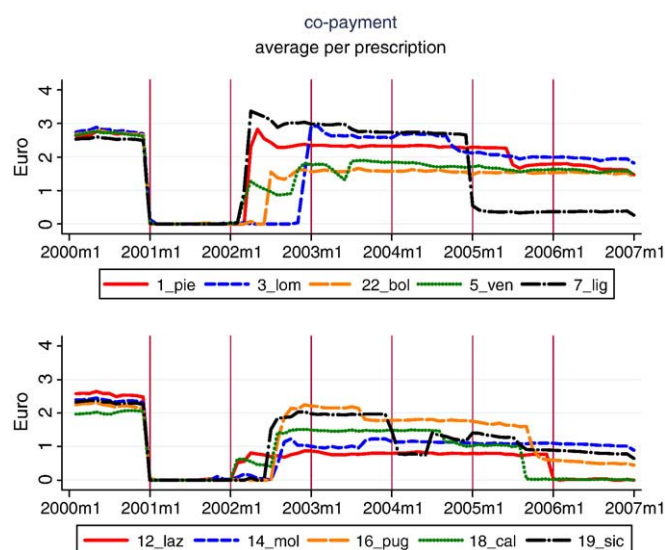 co-payment
average per prescription
Euro
4
3
2
1
0
2000m1 2001m1 2002m1 2003m1 2004m1 2005m1 2006m1 2007m1
1_pie 3_lom 22_bol 5_ven 7_lig
Euro
4
3
2
1
0
2000m1 2001m1 2002m1 2003m1 2004m1 2005m1 2006m1 2007m1
12_laz 14_mol 16_pug 18_cal 19_sic